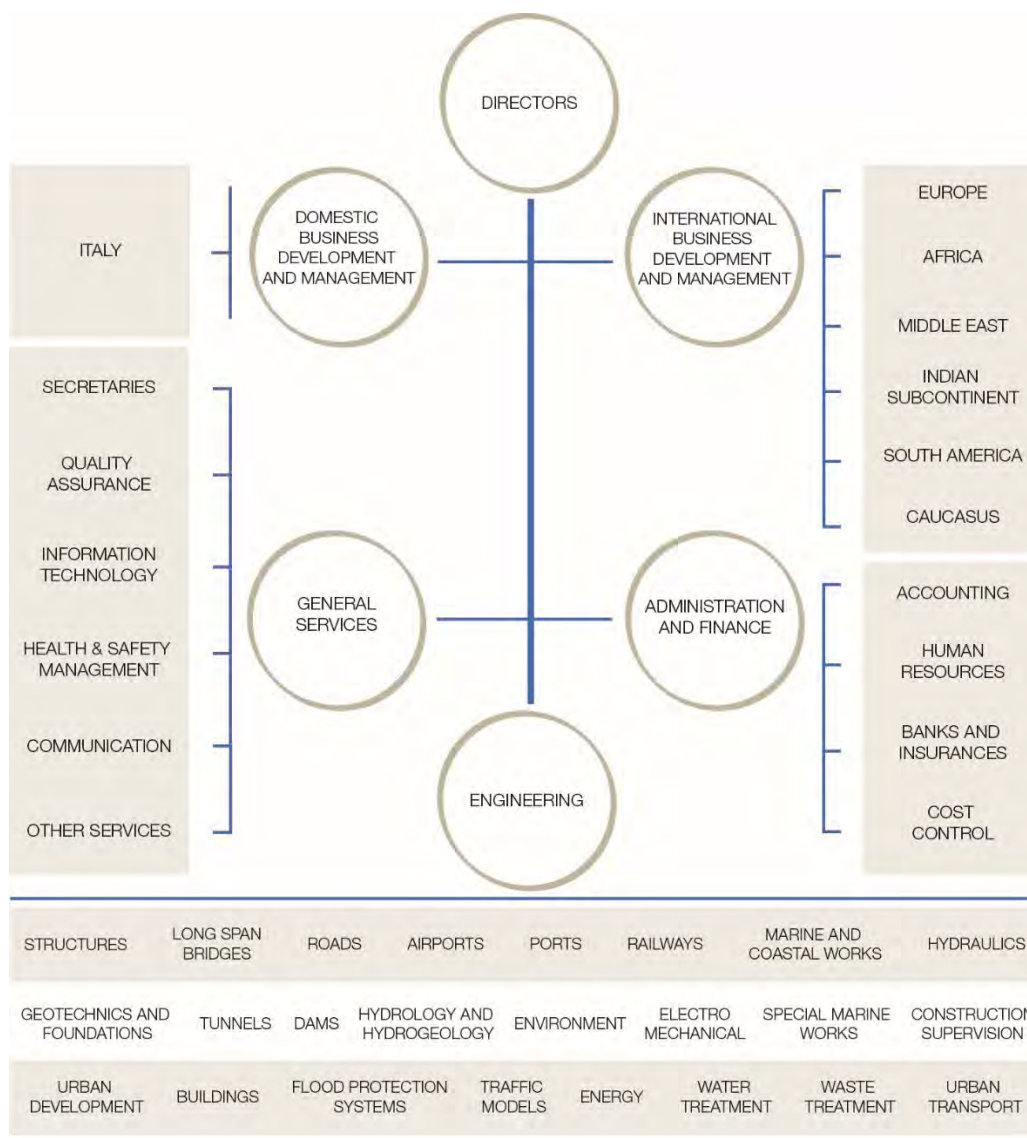 DIRECTORS
DOMESTIC
BUSINESS
DEVELOPMENT
AND MANAGEMENT
INTERNATIONAL
BUSINESS
DEVELOPMENT
AND MANAGEMENT
ITALY
EUROPE
AFRICA
MIDDLE EAST
INDIAN
SUBCONTINENT
SOUTH AMERICA
CAUCASUS
SECRETARIES
QUALITY
ASSURANCE
INFORMATION
TECHNOLOGY
HEALTH & SAFETY
MANAGEMENT
COMMUNICATION
OTHER SERVICES
GENERAL
SERVICES
ADMINISTRATION
AND FINANCE
ACCOUNTING
HUMAN
RESOURCES
BANKS AND
INSURANCES
COST
CONTROL
ENGINEERING
STRUCTURES
LONG SPAN
BRIDGES
ROADS
AIRPORTS
PORTS
RAILWAYS
MARINE AND
COASTAL WORKS
HYDRAULICS
GEOTECHNICS AND
FOUNDATIONS
TUNNELS
DAMS
HYDROLOGY AND
HYDROGEOLOGY
ENVIRONMENT
ELECTRO
MECHANICAL
SPECIAL MARINE
WORKS
CONSTRUCTION
SUPERVISION
URBAN
DEVELOPMENT
BUILDINGS
FLOOD PROTECTION
SYSTEMS
TRAFFIC
MODELS
ENERGY
WATER
TREATMENT
WASTE
TREATMENT
URBAN
TRANSPORT